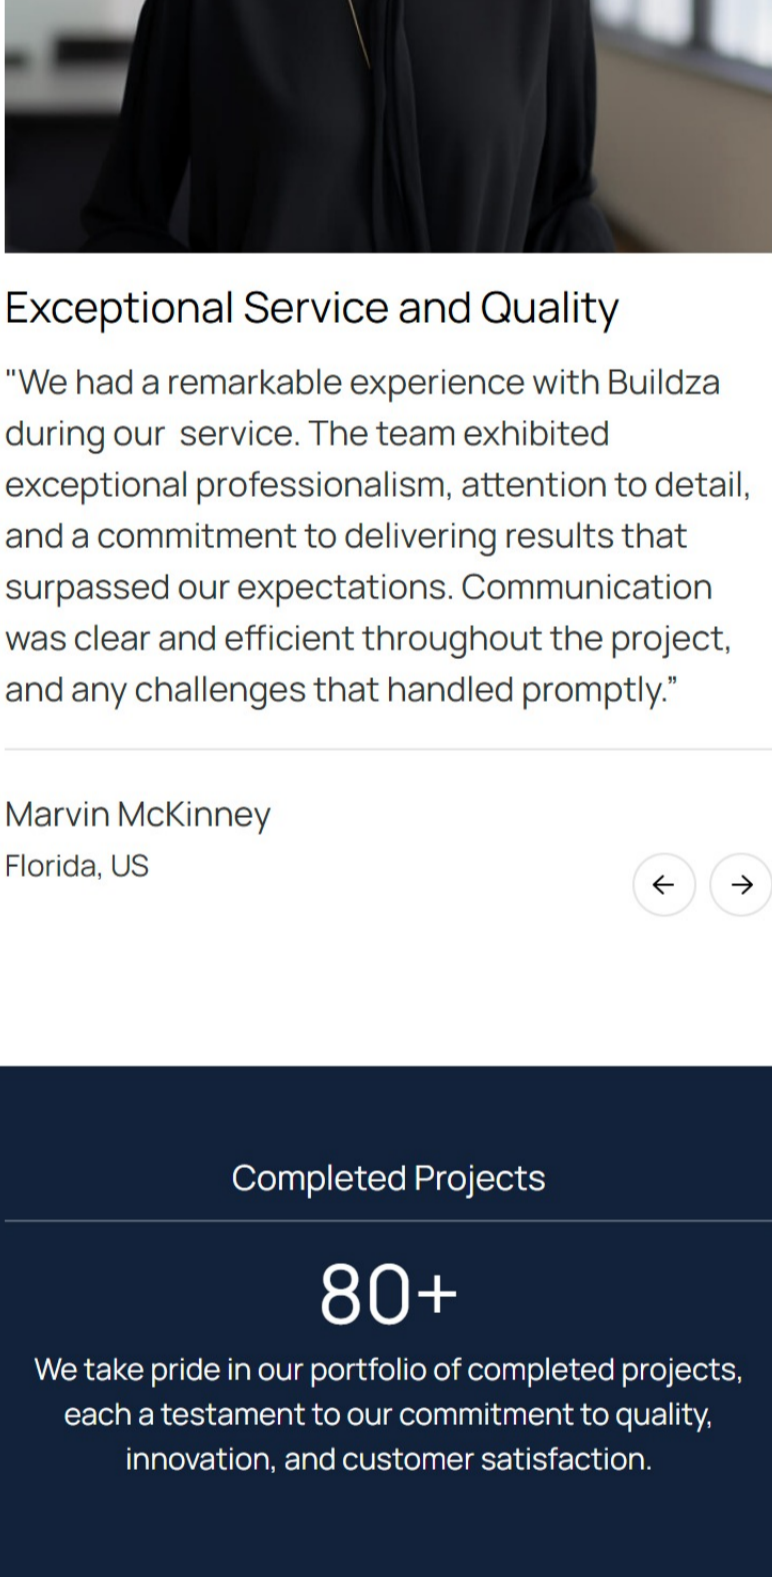 Exceptional Service and Quality
"We had a remarkable experience with Buildza
during our  service. The team exhibited
exceptional professionalism, attention to detail,
and a commitment to delivering results that
surpassed our expectations. Communication
was clear and efficient throughout the project,
and any challenges that handled promptly.”
Marvin McKinney
Florida, US
Completed Projects
80+
We take pride in our portfolio of completed projects,
each a testament to our commitment to quality,
innovation, and customer satisfaction.